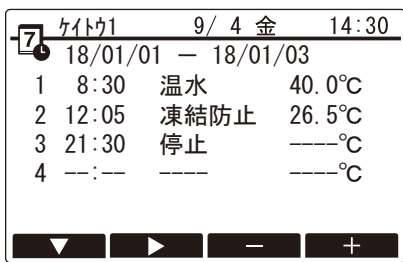 7 ケイトウ1 9/ 4 金 14:30
18/01/01 — 18/01/03
1 8:30 温水 40.0℃
2 12:05 凍結防止 26.5℃
3 21:30 停止 ----℃
4 --:-- ---- ----℃
▼ ▶ − +